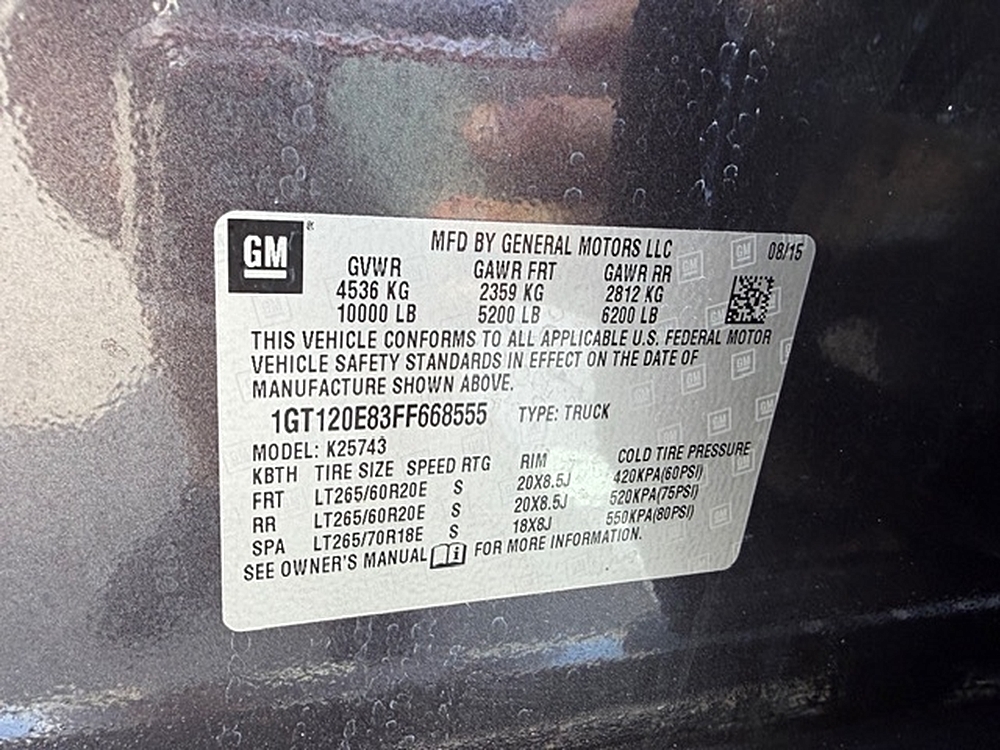 GM ®
MFD BY GENERAL MOTORS LLC 08/15
GVWR GAWR FRT GAWR RR
4536 KG 2359 KG 2812 KG
10000 LB 5200 LB 6200 LB
THIS VEHICLE CONFORMS TO ALL APPLICABLE U.S. FEDERAL MOTOR
VEHICLE SAFETY STANDARDS IN EFFECT ON THE DATE OF
MANUFACTURE SHOWN ABOVE.
1GT120E83FF668555 TYPE: TRUCK
MODEL: K25743
KBTH TIRE SIZE SPEED RTG RIM COLD TIRE PRESSURE
FRT LT265/60R20E S 20X8.5J 420KPA(60PSI)
RR LT265/60R20E S 20X8.5J 520KPA(75PSI)
SPA LT265/70R18E S 18X8J 550KPA(80PSI)
SEE OWNER'S MANUAL i FOR MORE INFORMATION.